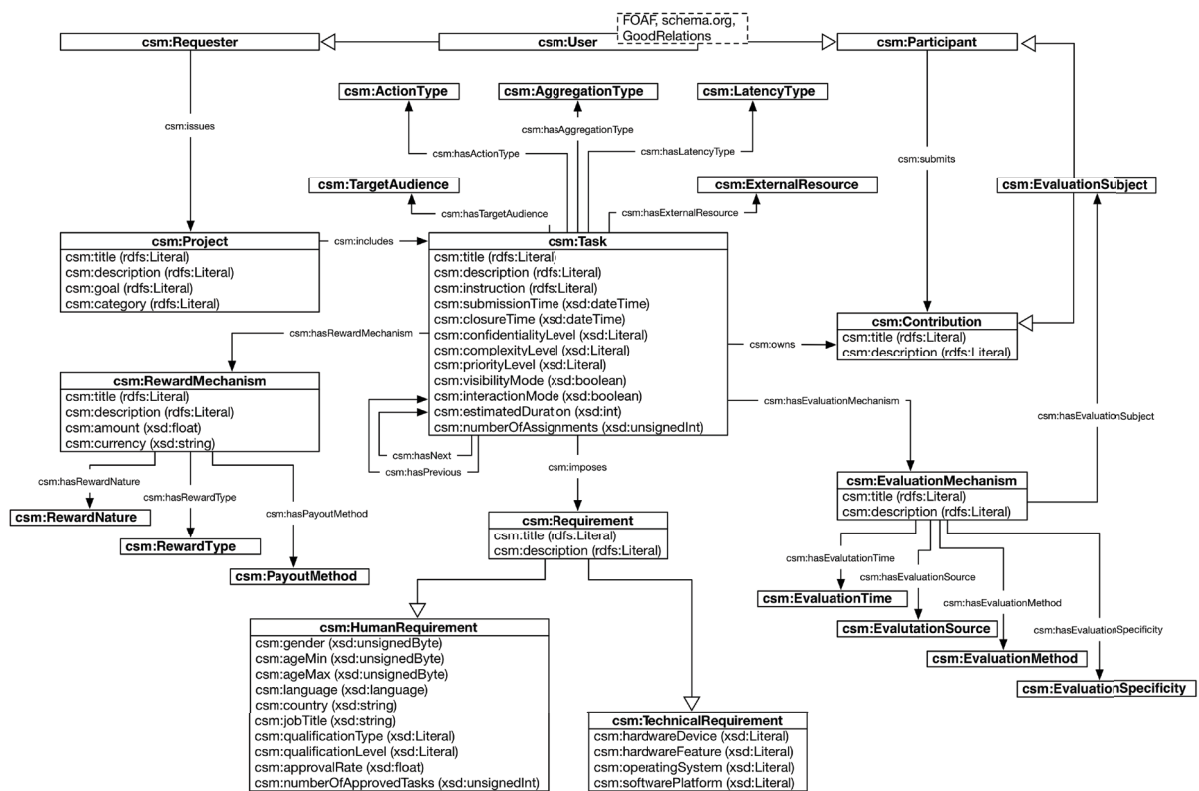 FOAF, schema.org,
GoodRelations
csm:Requester
csm:User
csm:Participant
csm:ActionType
csm:AggregationType
csm:LatencyType
csm:issues
csm:hasAggregationType
csm:hasActionType
csm:hasLatencyType
csm:submits
csm:TargetAudience
csm:ExternalResource
csm:EvaluationSubject
csm:hasTargetAudience
csm:hasExternalResource
csm:Project
csm:title (rdfs:Literal)
csm:description (rdfs:Literal)
csm:goal (rdfs:Literal)
csm:category (rdfs:Literal)
csm:includes
csm:Task
csm:title (rdfs:Literal)
csm:description (rdfs:Literal)
csm:instruction (rdfs:Literal)
csm:submissionTime (xsd:dateTime)
csm:closureTime (xsd:dateTime)
csm:confidentialityLevel (xsd:Literal)
csm:complexityLevel (xsd:Literal)
csm:priorityLevel (xsd:Literal)
csm:visibilityMode (xsd:boolean)
csm:interactionMode (xsd:boolean)
csm:estimatedDuration (xsd:int)
csm:numberOfAssignments (xsd:unsignedInt)
csm:owns
csm:Contribution
csm:title (rdfs:Literal)
csm:description (rdfs:Literal)
csm:hasRewardMechanism
csm:RewardMechanism
csm:title (rdfs:Literal)
csm:description (rdfs:Literal)
csm:amount (xsd:float)
csm:currency (xsd:string)
csm:hasEvaluationMechanism
csm:hasEvaluationSubject
csm:hasNext
csm:hasPrevious
csm:imposes
csm:hasRewardNature
csm:hasRewardType
csm:hasPayoutMethod
csm:RewardNature
csm:RewardType
csm:PayoutMethod
csm:EvaluationMechanism
csm:title (rdfs:Literal)
csm:description (rdfs:Literal)
csm:Requirement
csm:title (rdfs:Literal)
csm:description (rdfs:Literal)
csm:hasEvalutationTime
csm:hasEvaluationSource
csm:EvaluationTime
csm:hasEvaluationMethod
csm:EvalutationSource
csm:hasEvaluationSpecificity
csm:EvaluationMethod
csm:EvaluationSpecificity
csm:HumanRequirement
csm:gender (xsd:unsignedByte)
csm:ageMin (xsd:unsignedByte)
csm:ageMax (xsd:unsignedByte)
csm:language (xsd:language)
csm:country (xsd:string)
csm:jobTitle (xsd:string)
csm:qualificationType (xsd:Literal)
csm:qualificationLevel (xsd:Literal)
csm:approvalRate (xsd:float)
csm:numberOfApprovedTasks (xsd:unsignedInt)
csm:TechnicalRequirement
csm:hardwareDevice (xsd:Literal)
csm:hardwareFeature (xsd:Literal)
csm:operatingSystem (xsd:Literal)
csm:softwarePlatform (xsd:Literal)